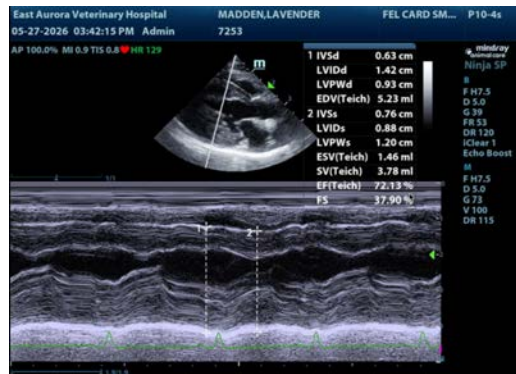 East Aurora Veterinary Hospital MADDEN,LAVENDER FEL CARD SM... P10-4s
05-27-2026 03:42:15 PM Admin 7253
AP 100.0% MI 0.9 TIS 0.8 HR 129
mindray
animal care
Ninja SP
m
1 IVSd 0.63 cm
LVIDd 1.42 cm
LVPWd 0.93 cm
EDV(Teich) 5.23 ml
2 IVSs 0.76 cm
LVIDs 0.88 cm
LVPWs 1.20 cm
ESV(Teich) 1.46 ml
SV(Teich) 3.78 ml
EF(Teich) 72.13 %
FS 37.90 %
B
F H7.5
D 5.0
G 39
FR 53
DR 120
iClear 1
Echo Boost
M
F H7.5
D 5.0
G 73
V 100
DR 115
1
2